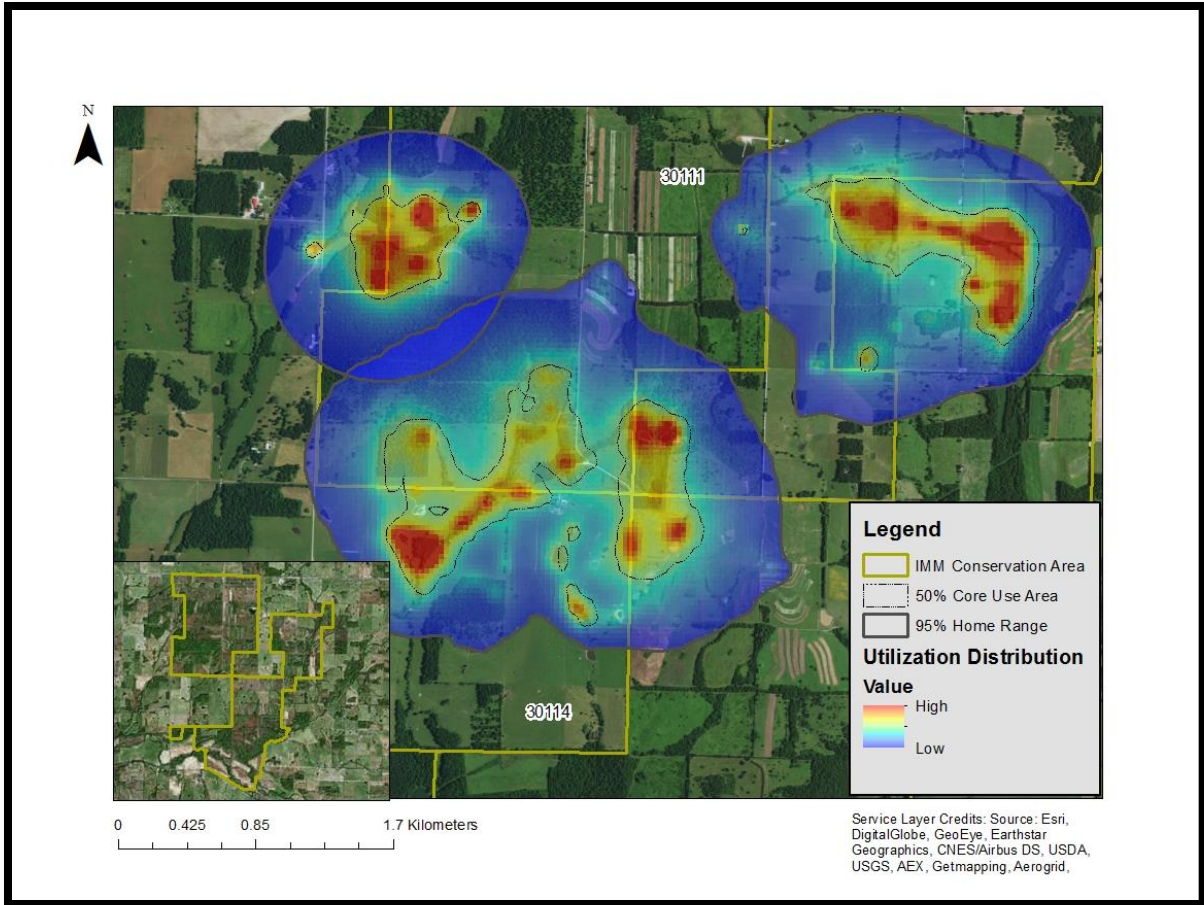 N
30111
30114
Legend
IMM Conservation Area
50% Core Use Area
95% Home Range
Utilization Distribution
Value
High
Low
0 0.425 0.85 1.7 Kilometers
Service Layer Credits: Source: Esri,
DigitalGlobe, GeoEye, Earthstar
Geographics, CNES/Airbus DS, USDA,
USGS, AEX, Getmapping, Aerogrid,